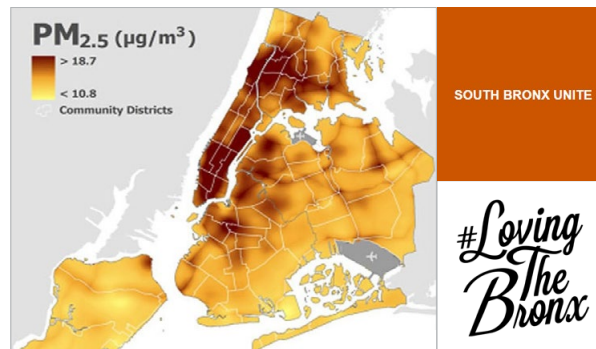 PM2.5 (µg/m³)
> 18.7
< 10.8
Community Districts
SOUTH BRONX UNITE
#Loving
The
Bronx